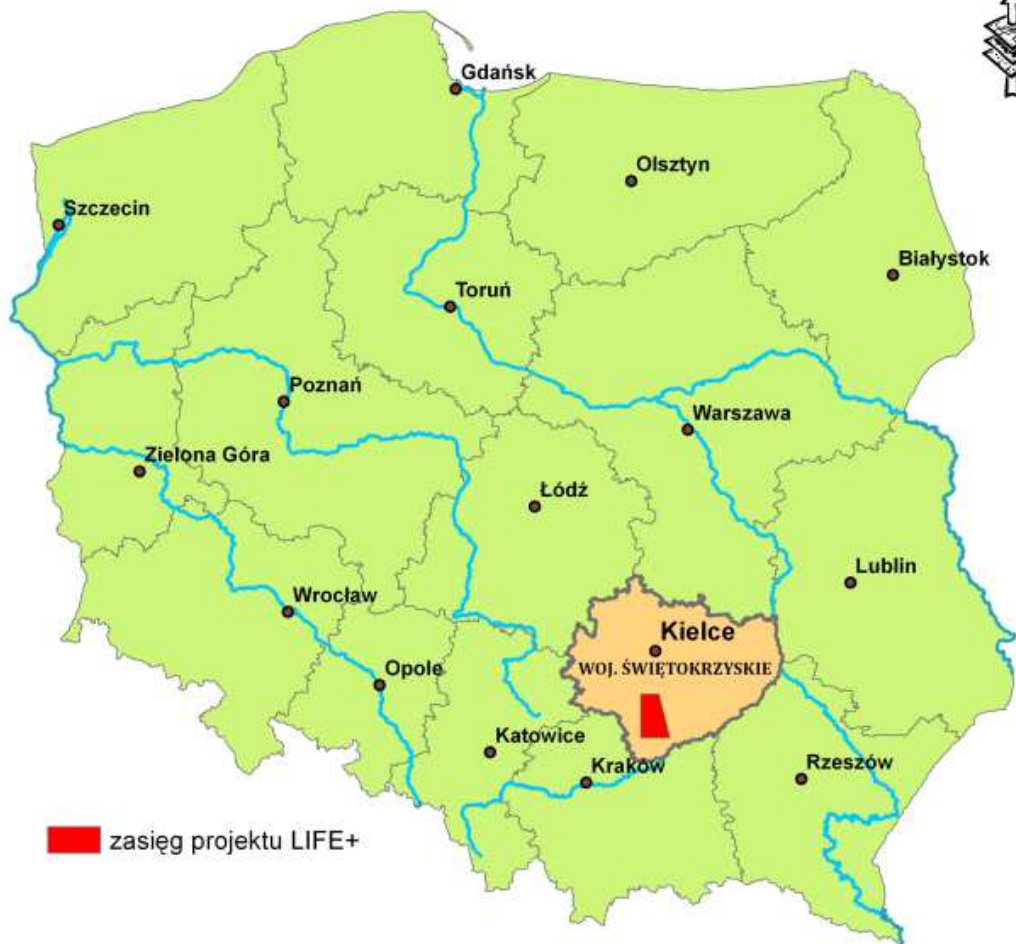 Gdańsk
Olsztyn
Szczecin
Białystok
Toruń
Poznań
Warszawa
Zielona Góra
Łódź
Lublin
Wrocław
Kielce
WOJ. ŚWIĘTOKRZYSKIE
Opole
Katowice
Kraków
Rzeszów
zasięg projektu LIFE+